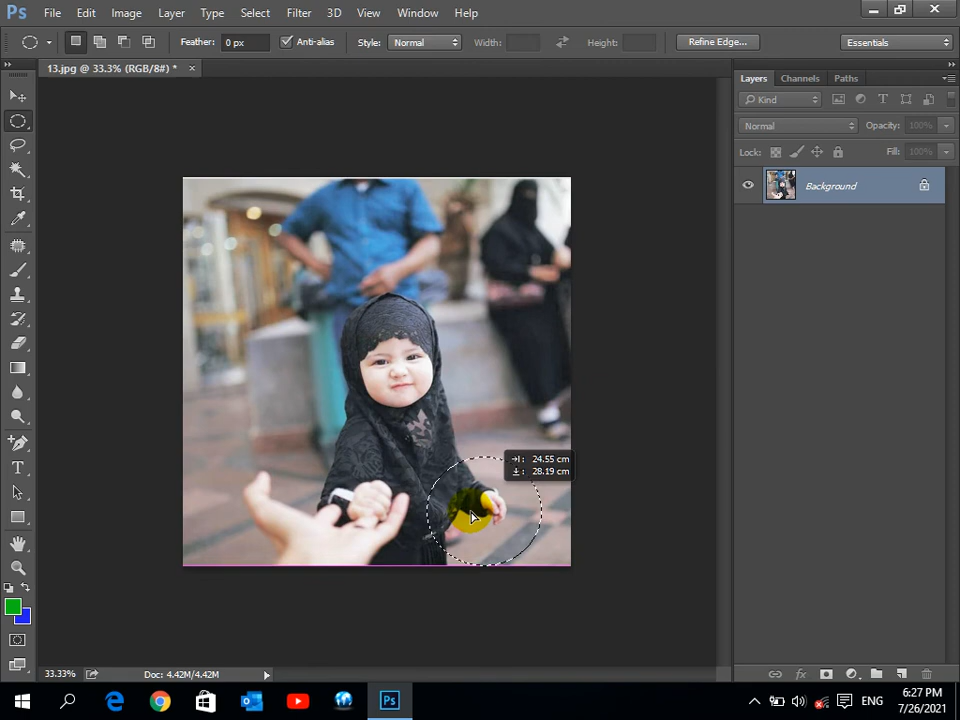 Ps File Edit Image Layer Type Select Filter 3D View Window Help
Feather: 0 px Anti-alias Style: Normal Width: Height: Refine Edge... Essentials
13.jpg @ 33.3% (RGB/8#) * ×
Layers Channels Paths
Kind
Normal Opacity: 100%
Lock: Fill: 100%
Background
24.55 cm
28.19 cm
33.33% Doc: 4.42M/4.42M
Ps ENG 6:27 PM
7/26/2021